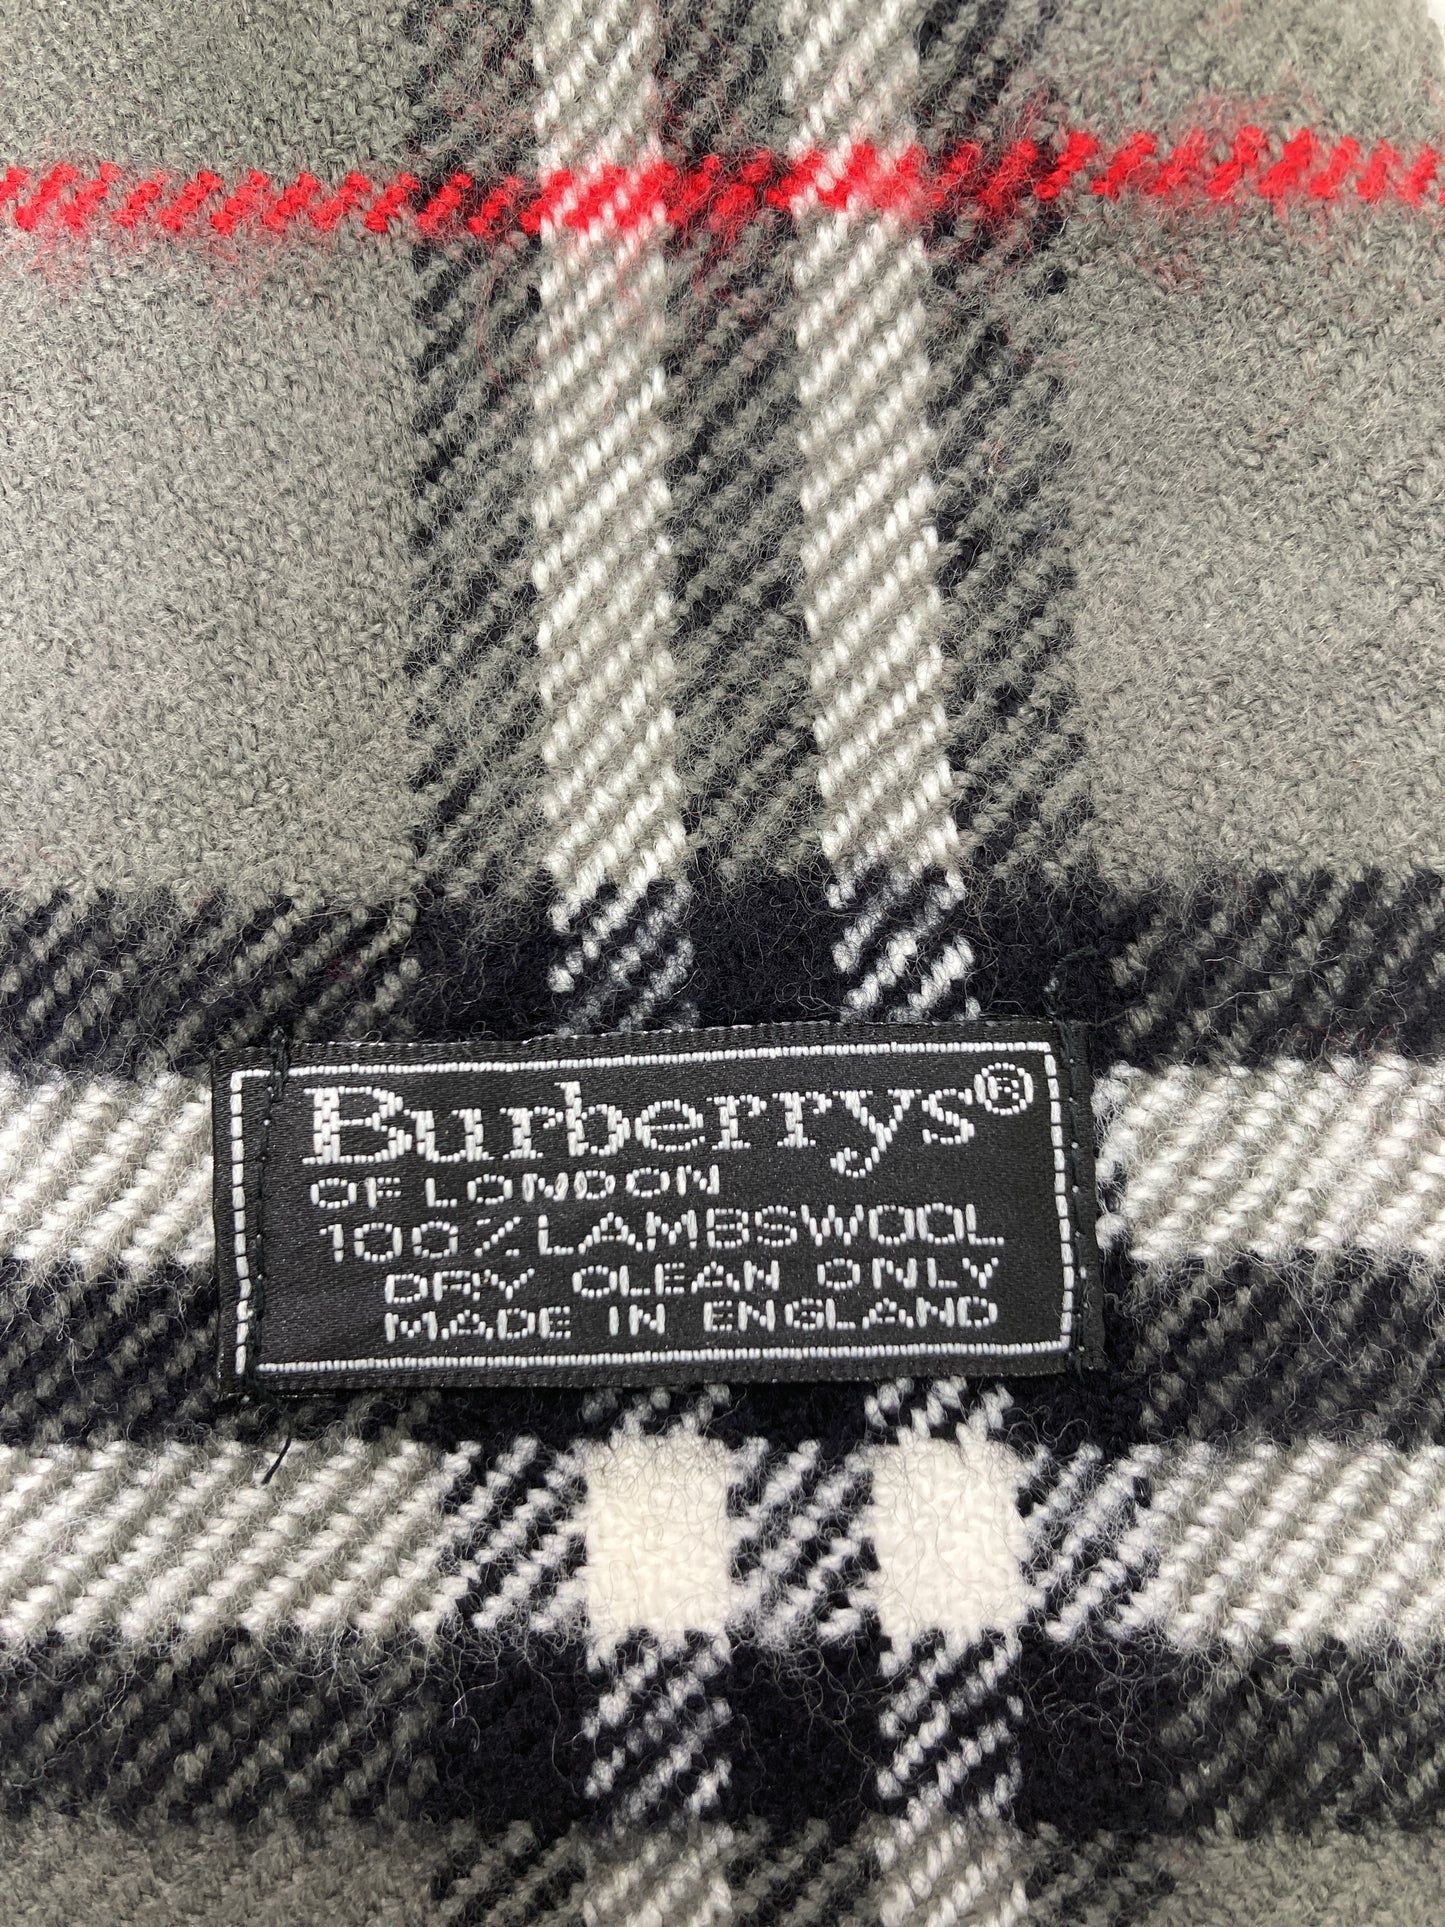 Burberrys®
OF LONDON
100% LAMBSWOOL
DRY CLEAN ONLY
MADE IN ENGLAND